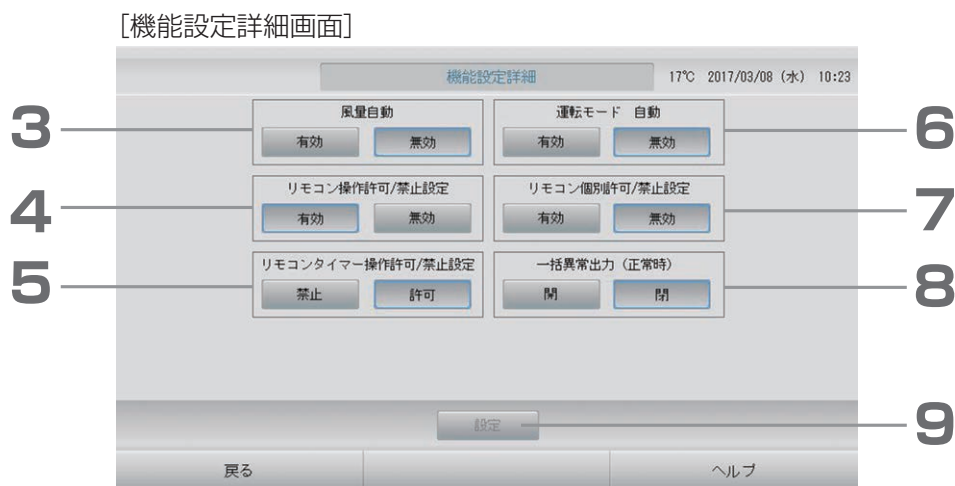 [機能設定詳細画面]
機能設定詳細 17℃ 2017/03/08 (水) 10:23
3 風量自動 運転モード 自動 6
有効 無効 有効 無効
4 リモコン操作許可/禁止設定 リモコン個別許可/禁止設定 7
有効 無効 有効 無効
5 リモコンタイマー操作許可/禁止設定 一括異常出力 (正常時) 8
禁止 許可 開 閉
設定 9
戻る ヘルプ